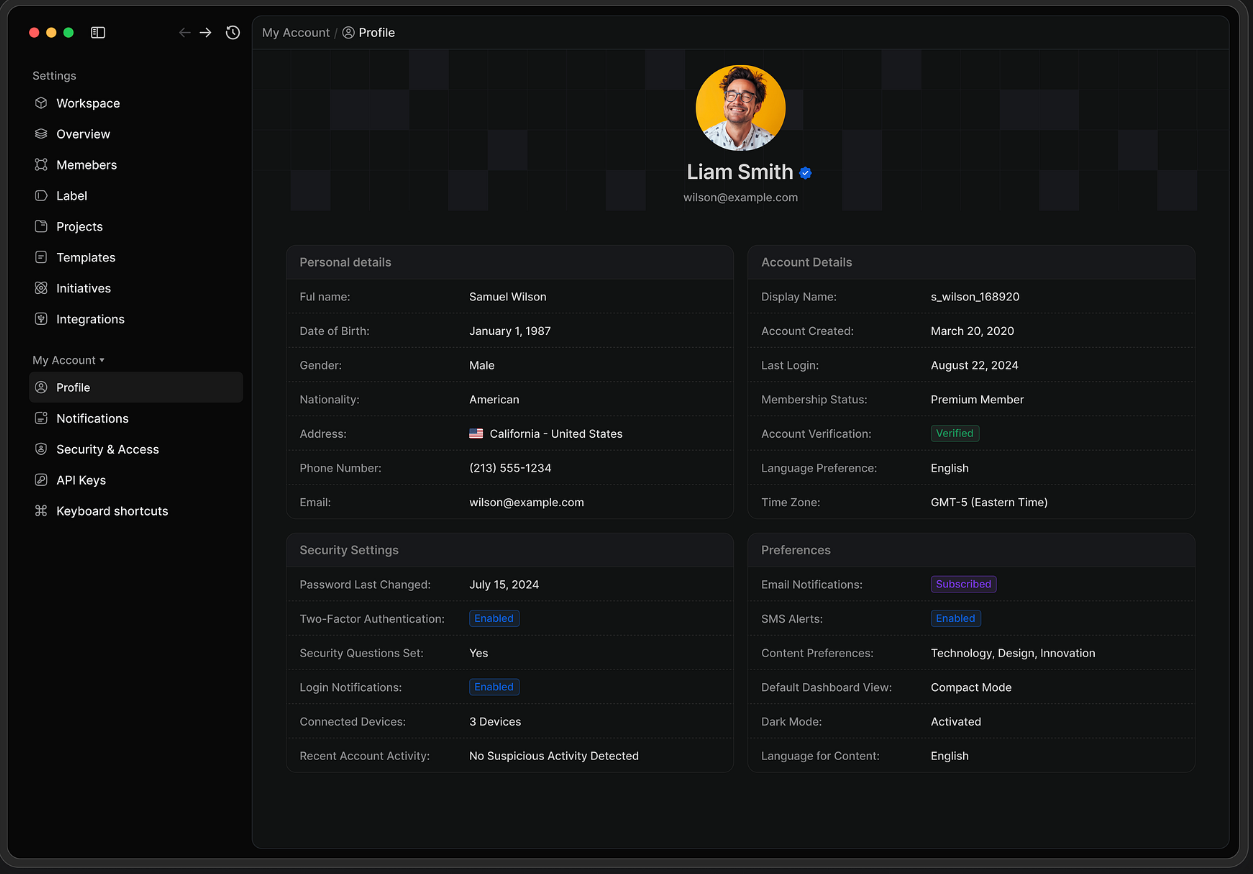 My Account / Profile
Settings
Workspace
Overview
Memebers
Label
Projects
Templates
Initiatives
Integrations
My Account
Profile
Notifications
Security & Access
API Keys
Keyboard shortcuts
Liam Smith
wilson@example.com
Personal details
Ful name: Samuel Wilson
Date of Birth: January 1, 1987
Gender: Male
Nationality: American
Address: California - United States
Phone Number: (213) 555-1234
Email: wilson@example.com
Account Details
Display Name: s_wilson_168920
Account Created: March 20, 2020
Last Login: August 22, 2024
Membership Status: Premium Member
Account Verification: Verified
Language Preference: English
Time Zone: GMT-5 (Eastern Time)
Security Settings
Password Last Changed: July 15, 2024
Two-Factor Authentication: Enabled
Security Questions Set: Yes
Login Notifications: Enabled
Connected Devices: 3 Devices
Recent Account Activity: No Suspicious Activity Detected
Preferences
Email Notifications: Subscribed
SMS Alerts: Enabled
Content Preferences: Technology, Design, Innovation
Default Dashboard View: Compact Mode
Dark Mode: Activated
Language for Content: English